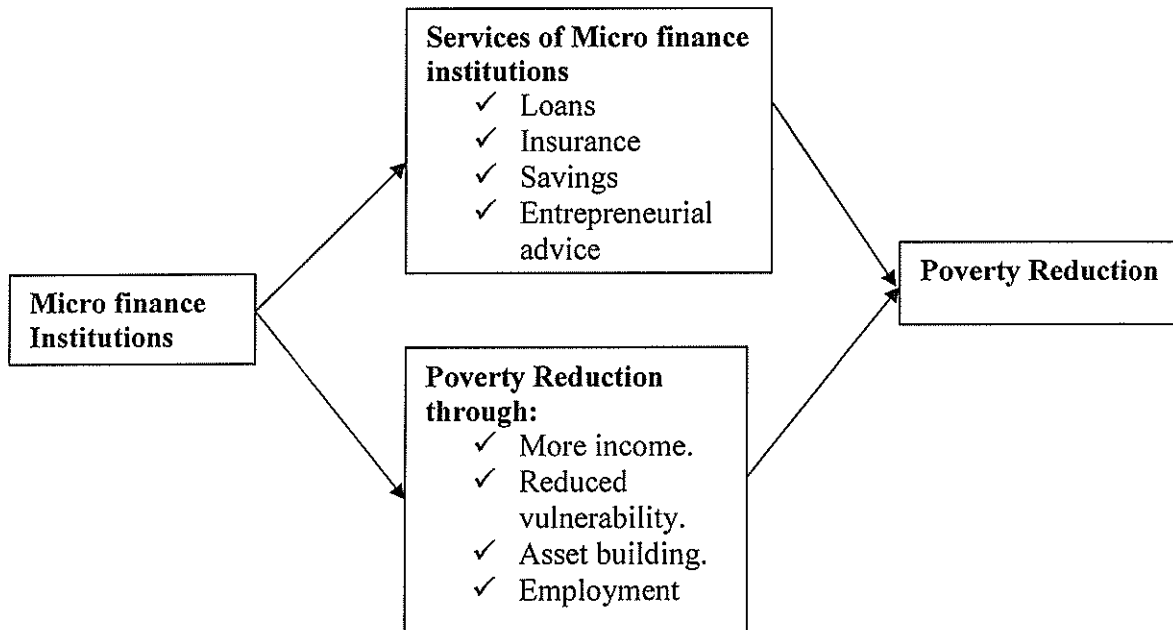 Services of Micro finance
institutions
✓ Loans
✓ Insurance
✓ Savings
✓ Entrepreneurial
advice
Micro finance
Institutions
Poverty Reduction
through:
✓ More income.
✓ Reduced
vulnerability.
✓ Asset building.
✓ Employment
Poverty Reduction